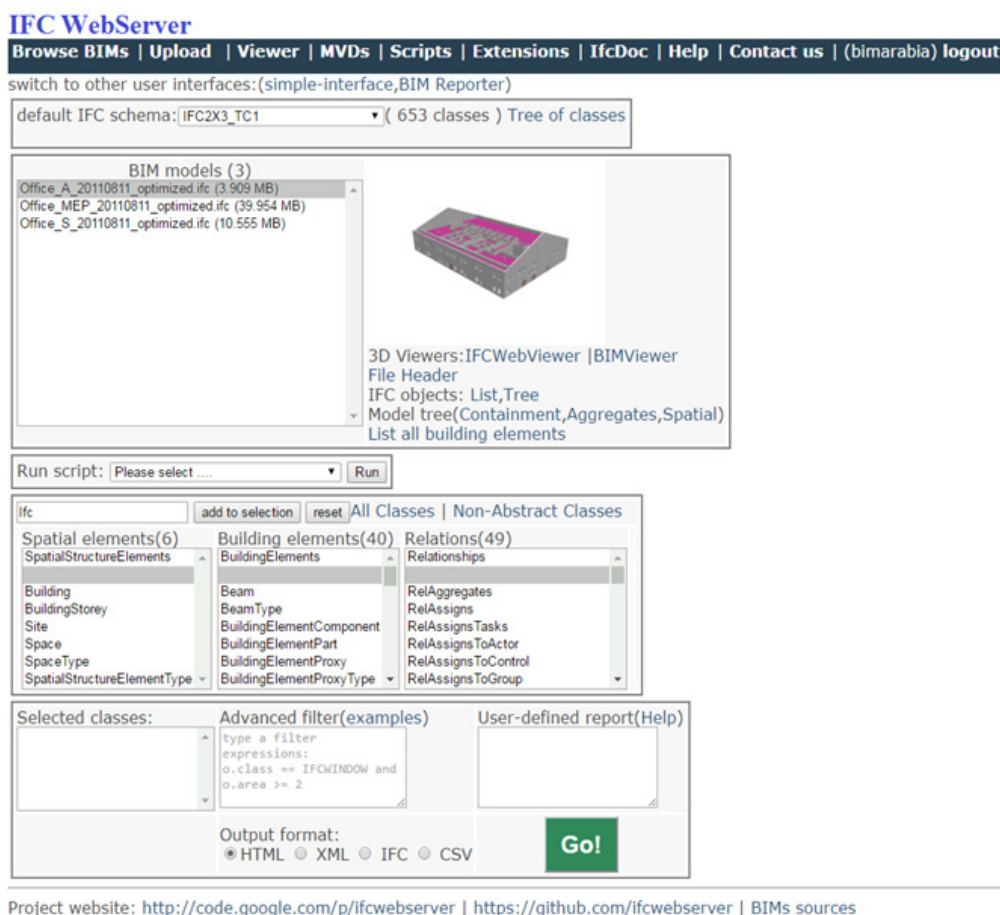 IFC WebServer
Browse BIMs | Upload | Viewer | MVDs | Scripts | Extensions | IfcDoc | Help | Contact us | (bimarabia) logout
switch to other user interfaces:(simple-interface,BIM Reporter)
default IFC schema: IFC2X3_TC1 ( 653 classes ) Tree of classes
BIM models (3)
Office_A_20110811_optimized.ifc (3.909 MB)
Office_MEP_20110811_optimized.ifc (39.954 MB)
Office_S_20110811_optimized.ifc (10.555 MB)
3D Viewers:IFCWebViewer |BIMViewer
File Header
IFC objects: List,Tree
Model tree(Containment,Aggregates,Spatial)
List all building elements
Run script: Please select .... Run
Ifc add to selection reset All Classes | Non-Abstract Classes
Spatial elements(6)
SpatialStructureElements
Building
BuildingStorey
Site
Space
SpaceType
SpatialStructureElementType
Building elements(40)
BuildingElements
Beam
BeamType
BuildingElementComponent
BuildingElementPart
BuildingElementProxy
BuildingElementProxyType
Relations(49)
Relationships
RelAggregates
RelAssigns
RelAssignsTasks
RelAssignsToActor
RelAssignsToControl
RelAssignsToGroup
Selected classes:
Advanced filter(examples)
type a filter
expressions:
o.class == IFCWINDOW and
o.area >= 2
User-defined report(Help)
Output format:
HTML XML IFC CSV
Go!
Project website: http://code.google.com/p/ifcwebserver | https://github.com/ifcwebserver | BIMs sources